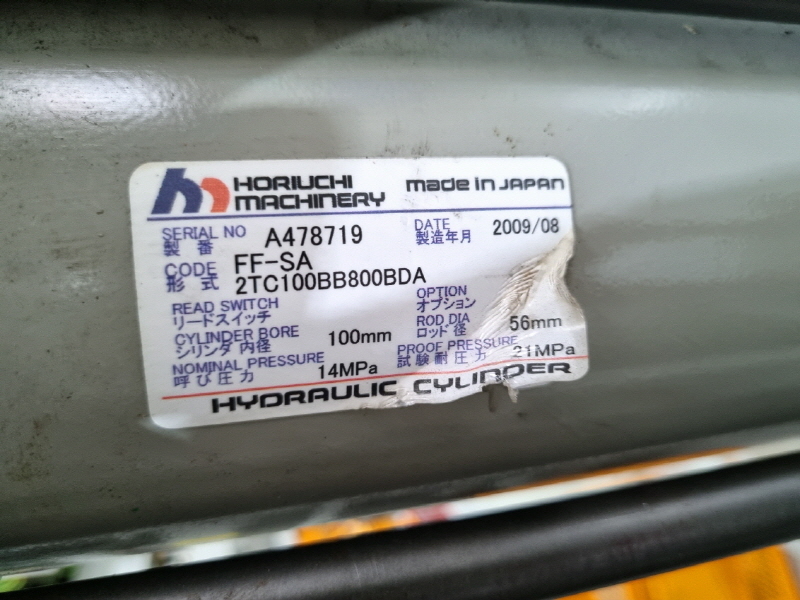 HORIUCHI MACHINERY made in JAPAN
SERIAL NO A478719 DATE 2009/08
製番 製造年月
CODE FF-SA
形式 2TC100BB800BDA
READ SWITCH OPTION
リードスイッチ オプション
CYLINDER BORE 100mm ROD DIA 56mm
シリンダ内径 ロッド径
NOMINAL PRESSURE 14MPa PROOF PRESSURE 21MPa
呼び圧力 試験耐圧力
HYDRAULIC CYLINDER